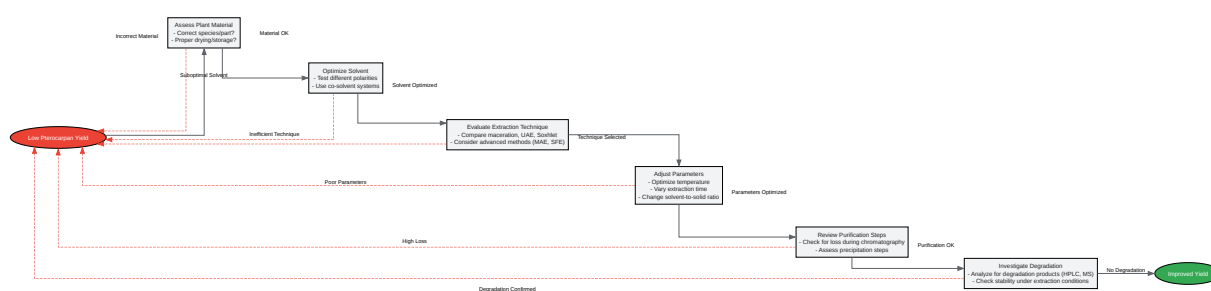 Assess Plant Material
- Correct species/part?
- Proper drying/storage?
Incorrect Material
Material OK
Suboptimal Solvent
Optimize Solvent
- Test different polarities
- Use co-solvent systems
Solvent Optimized
Low Pterocarpan Yield
Inefficient Technique
Evaluate Extraction Technique
- Compare maceration, UAE, Soxhlet
- Consider advanced methods (MAE, SFE)
Technique Selected
Adjust Parameters
- Optimize temperature
- Vary extraction time
- Change solvent-to-solid ratio
Poor Parameters
Parameters Optimized
Review Purification Steps
- Check for loss during chromatography
- Assess precipitation steps
High Loss
Purification OK
Investigate Degradation
- Analyze for degradation products (HPLC, MS)
- Check stability under extraction conditions
No Degradation
Improved Yield
Degradation Confirmed